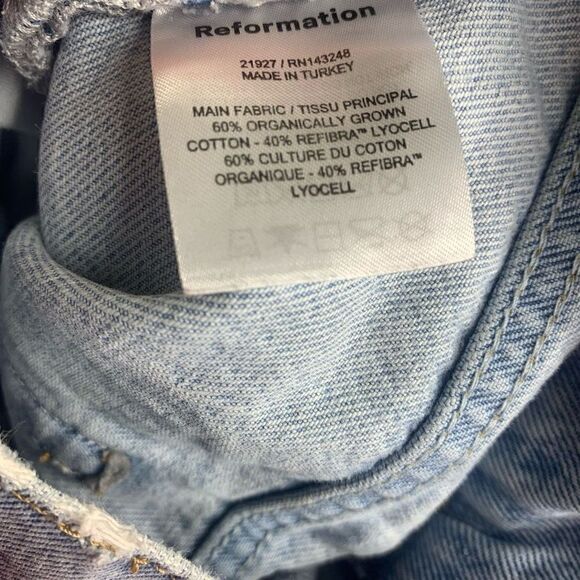 Reformation
21927 / RN143248
MADE IN TURKEY
MAIN FABRIC / TISSU PRINCIPAL
60% ORGANICALLY GROWN
COTTON - 40% REFIBRA™ LYOCELL
60% CULTURE DU COTON
ORGANIQUE - 40% REFIBRA™
LYOCELL